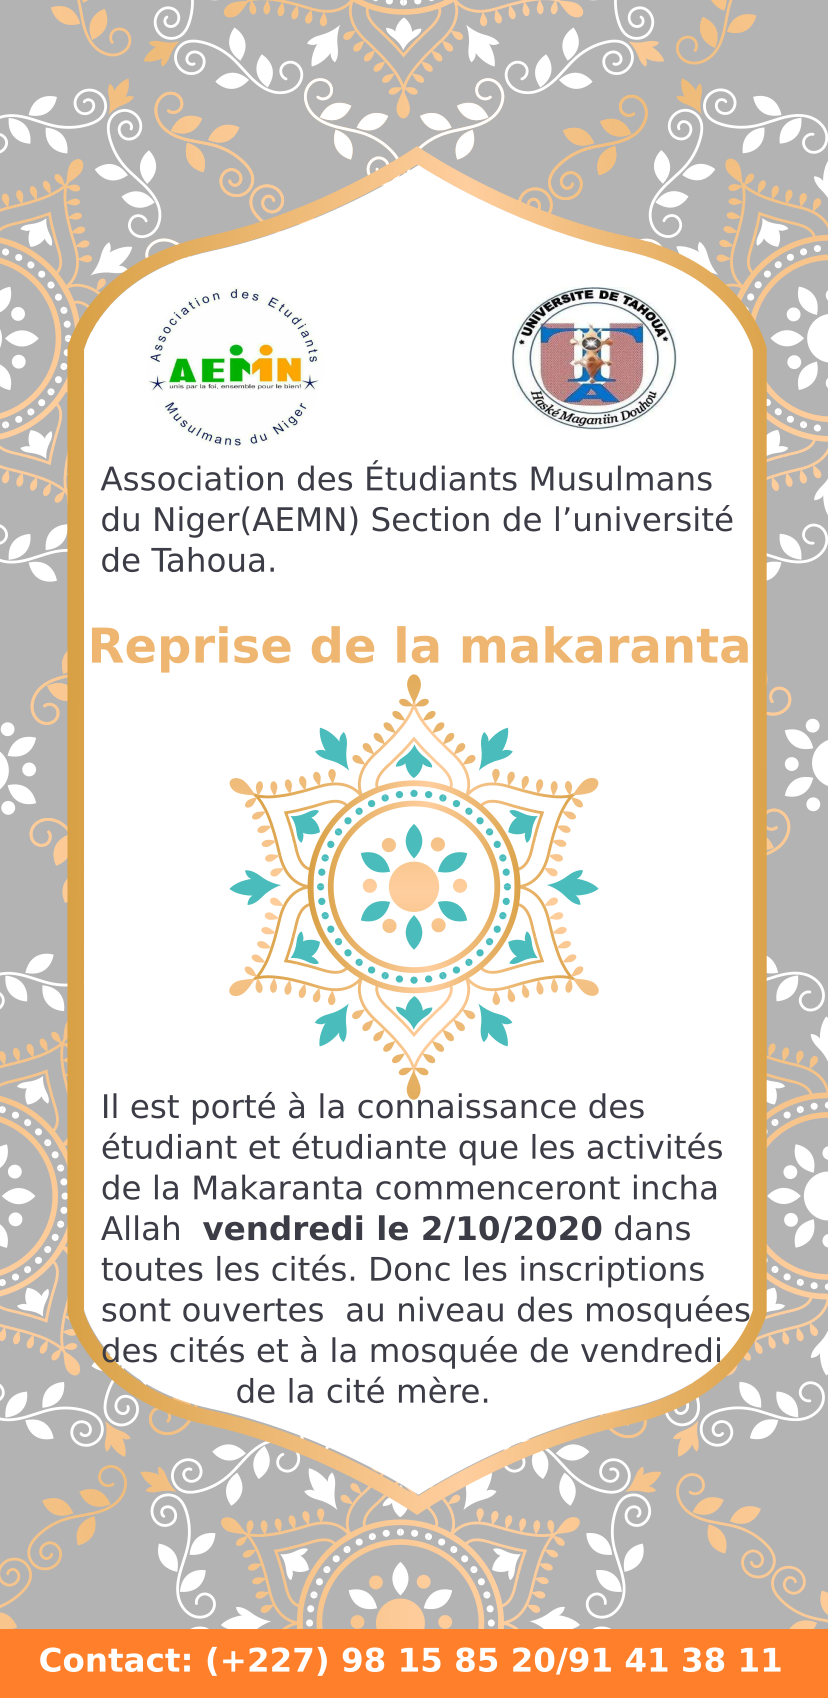 Association des Etudiants
AEMN
unis par la foi, ensemble pour le bien!
Musulmans du Niger
* UNIVERSITE DE TAHOUA *
UTA
Haské Maganiin Douhou
Association des Étudiants Musulmans
du Niger(AEMN) Section de l’université
de Tahoua.
Reprise de la makaranta
Il est porté à la connaissance des
étudiant et étudiante que les activités
de la Makaranta commenceront incha
Allah  vendredi le 2/10/2020 dans
toutes les cités. Donc les inscriptions
sont ouvertes  au niveau des mosquées
des cités et à la mosquée de vendredi
de la cité mère.
Contact: (+227) 98 15 85 20/91 41 38 11